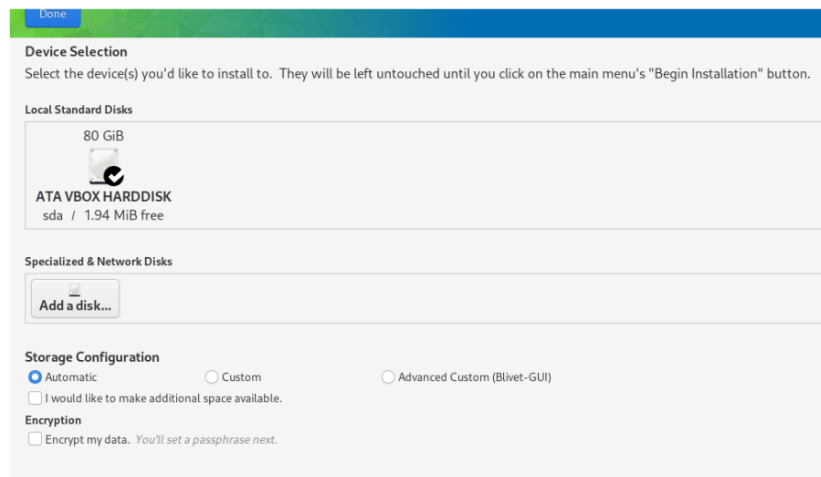 Done
Device Selection
Select the device(s) you'd like to install to. They will be left untouched until you click on the main menu's "Begin Installation" button.
Local Standard Disks
80 GiB
ATA VBOX HARDDISK
sda / 1.94 MiB free
Specialized & Network Disks
Add a disk...
Storage Configuration
Automatic Custom Advanced Custom (Blivet-GUI)
I would like to make additional space available.
Encryption
Encrypt my data. You'll set a passphrase next.